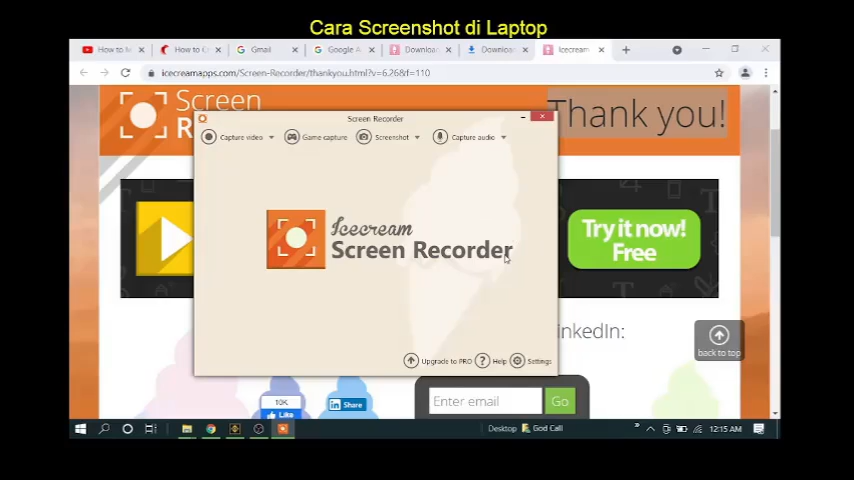 Cara Screenshot di Laptop
How to M
How to C
Gmail
Google A
Download
Download
Icecream
icecreamapps.com/Screen-Recorder/thankyou.html?v=6.26&f=110
Screen
R
Thank you!
Screen Recorder
Capture video
Game capture
Screenshot
Capture audio
Icecream
Screen Recorder
Try it now!
Free
inkedIn:
back to top
Upgrade to PRO
Help
Settings
10K
Like
Share
Enter email
Go
Desktop
God Call
12:15 AM